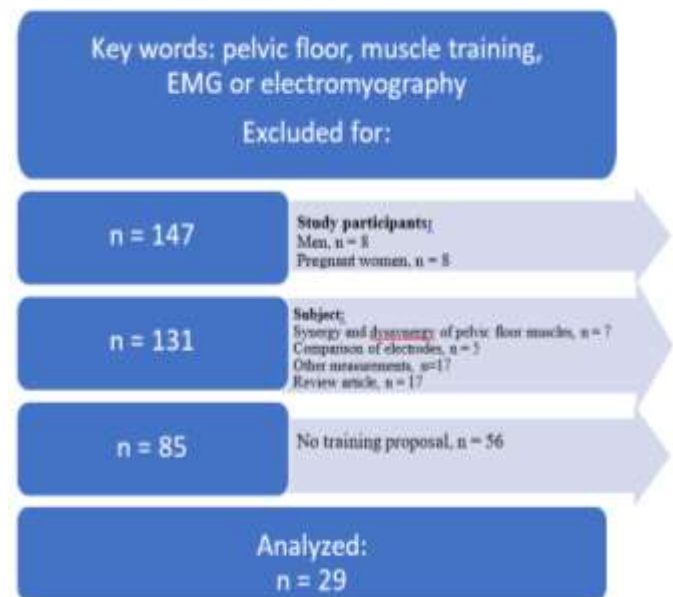 Key words: pelvic floor, muscle training,
EMG or electromyography
Excluded for:
n = 147
Study participants:
Men, n = 8
Pregnant women, n = 8
n = 131
Subject:
Synergy and dyssynergy of pelvic floor muscles, n = 7
Comparison of electrodes, n = 5
Other measurements, n=17
Review article, n = 17
n = 85
No training proposal, n = 56
Analyzed:
n = 29